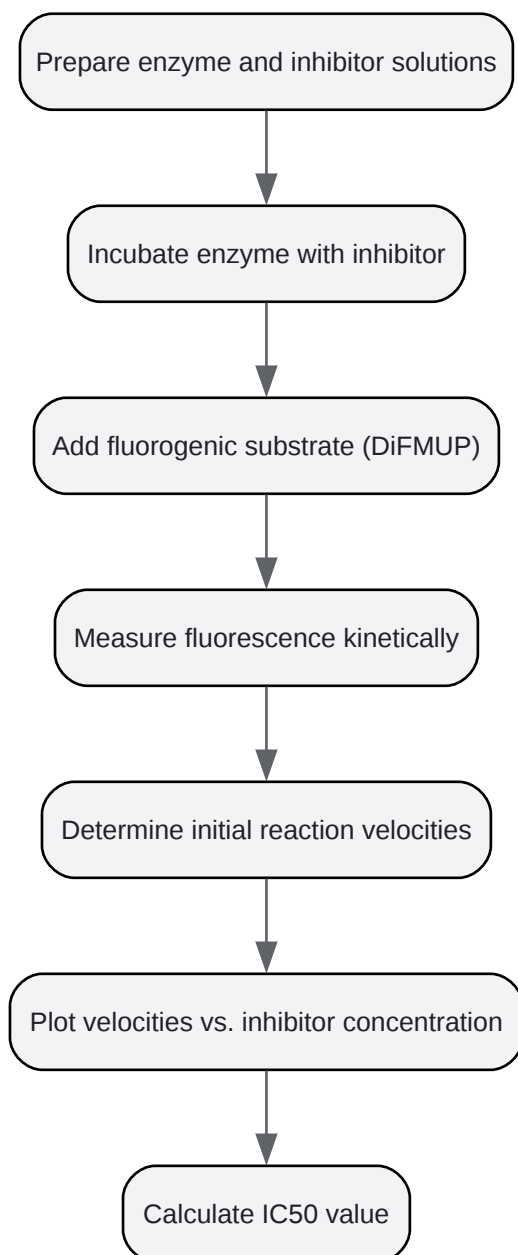 Prepare enzyme and inhibitor solutions
Incubate enzyme with inhibitor
Add fluorogenic substrate (DiFMUP)
Measure fluorescence kinetically
Determine initial reaction velocities
Plot velocities vs. inhibitor concentration
Calculate IC50 value